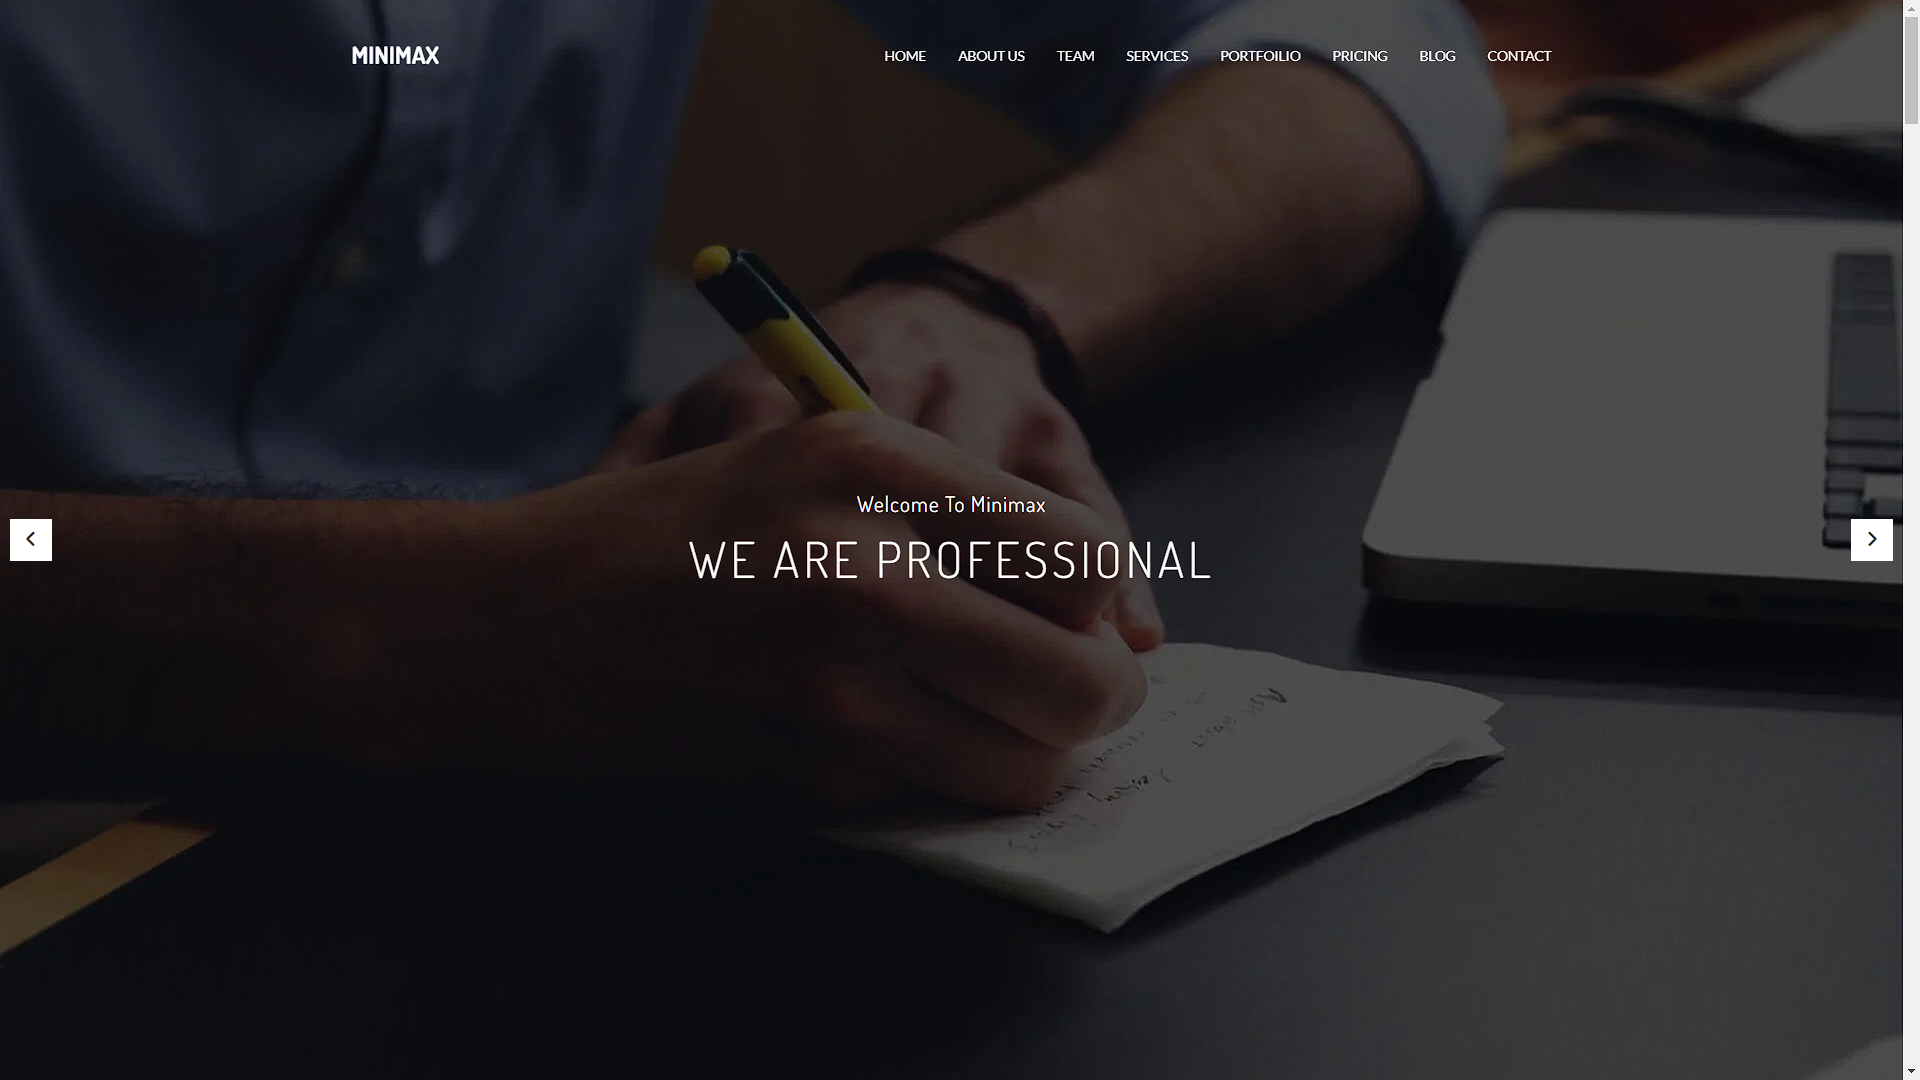 MINIMAX
HOME ABOUT US TEAM SERVICES PORTFOILIO PRICING BLOG CONTACT
Welcome To Minimax
WE ARE PROFESSIONAL